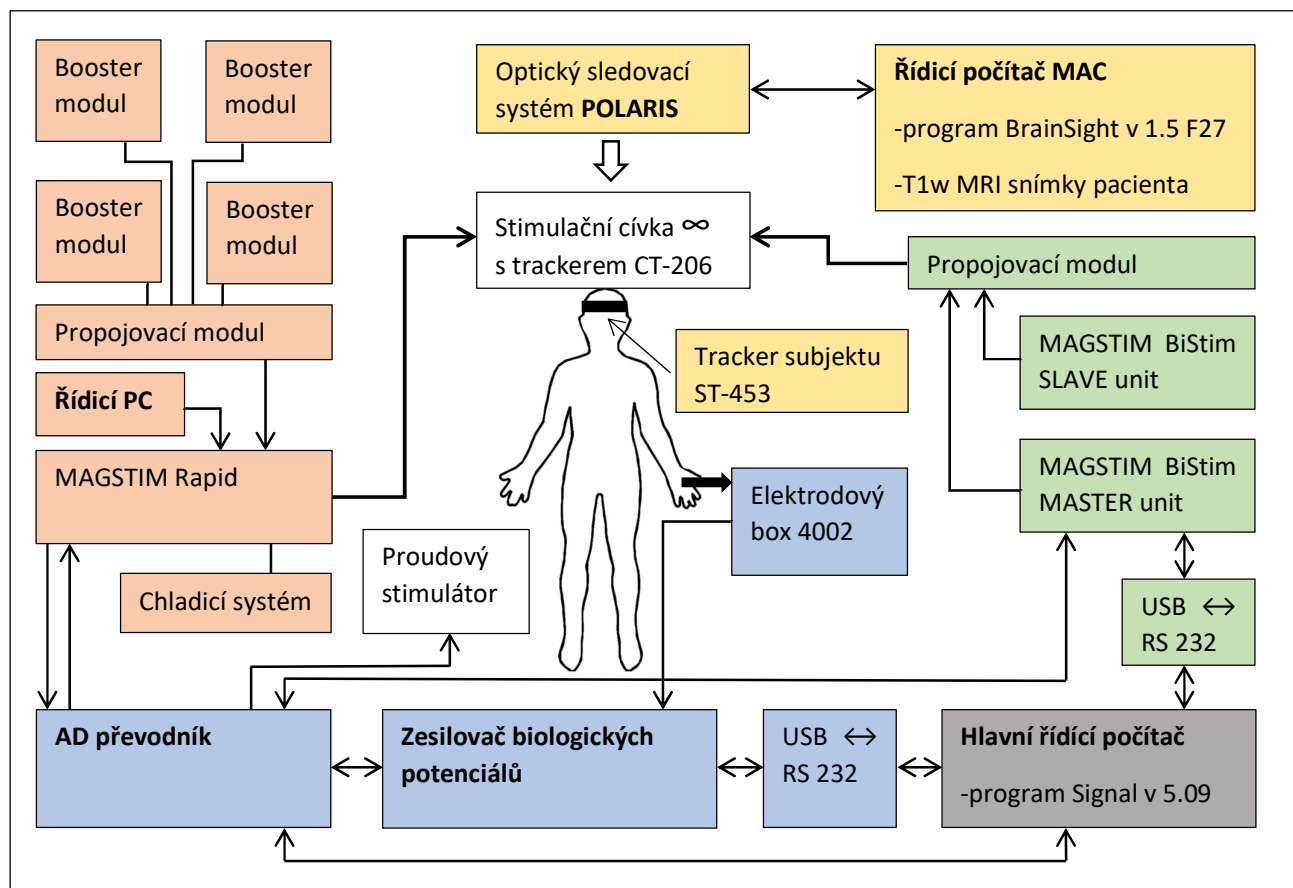 Booster
modul
Booster
modul
Optický sledovací
systém POLARIS
Řídicí počítač MAC
-program BrainSight v 1.5 F27
-T1w MRI snímky pacienta
Booster
modul
Booster
modul
Stimulační cívka ∞
s trackerem CT-206
Propojovací modul
Propojovací modul
Tracker subjektu
ST-453
MAGSTIM BiStim
SLAVE unit
Řídicí PC
MAGSTIM Rapid
Elektrodový
box 4002
MAGSTIM BiStim
MASTER unit
Proudový
stimulátor
Chladicí systém
USB ↔
RS 232
AD převodník
Zesilovač biologických
potenciálů
USB ↔
RS 232
Hlavní řídící počítač
-program Signal v 5.09